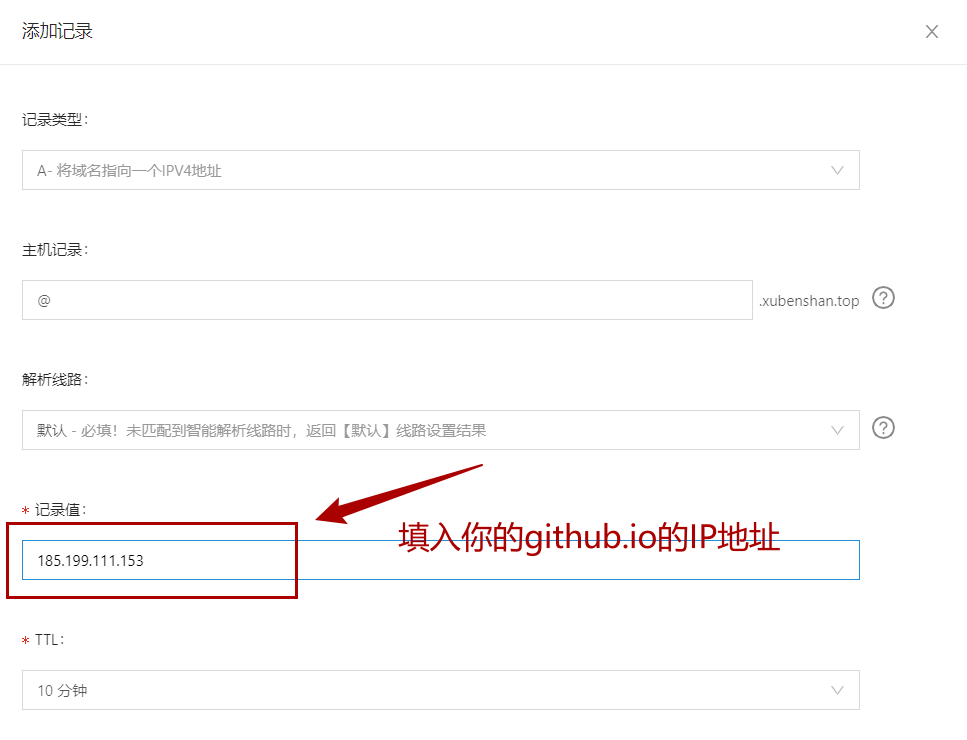 添加记录
记录类型:
A- 将域名指向一个IPV4地址
主机记录:
@
.xubenshan.top
解析线路:
默认 - 必填！未匹配到智能解析线路时，返回【默认】线路设置结果
* 记录值:
填入你的github.io的IP地址
185.199.111.153
* TTL:
10 分钟